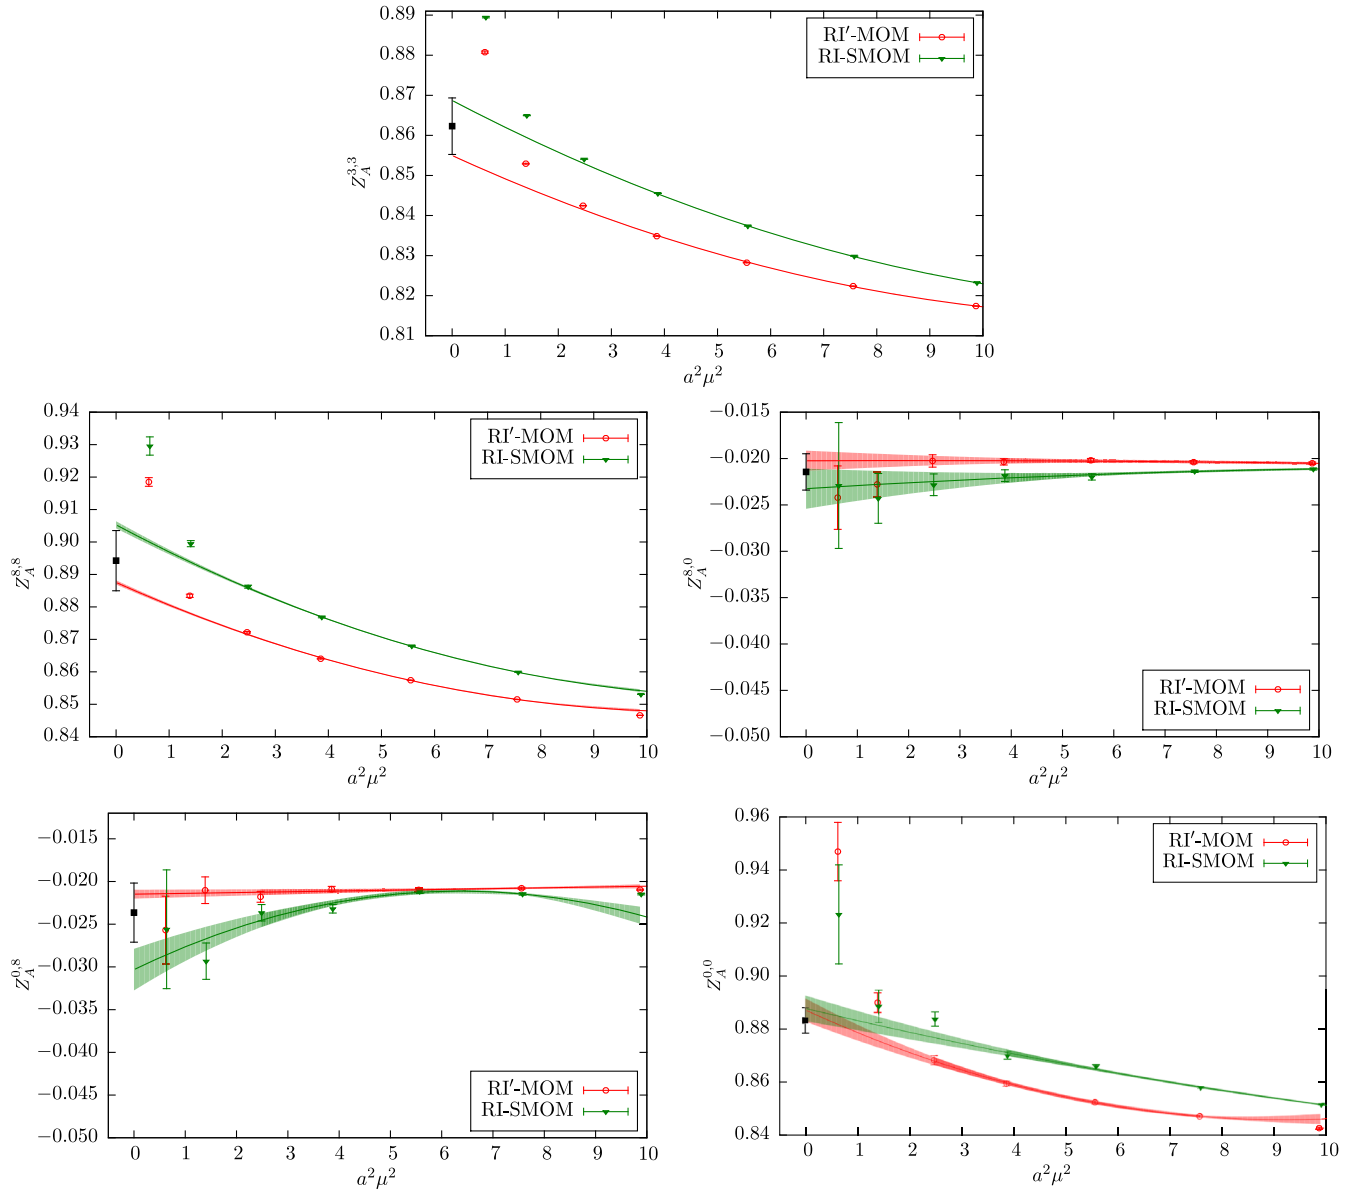 0.89
0.88
0.87
0.86
0.85
0.84
0.83
0.82
0.81
Z_A^{3,3}
RI′-MOM
RI-SMOM
0 1 2 3 4 5 6 7 8 9 10
a²μ²
0.94
0.93
0.92
0.91
0.90
0.89
0.88
0.87
0.86
0.85
0.84
Z_A^{8,8}
RI′-MOM
RI-SMOM
0 1 2 3 4 5 6 7 8 9 10
a²μ²
−0.015
−0.020
−0.025
−0.030
−0.035
−0.040
−0.045
−0.050
Z_A^{8,0}
RI′-MOM
RI-SMOM
0 1 2 3 4 5 6 7 8 9 10
a²μ²
−0.015
−0.020
−0.025
−0.030
−0.035
−0.040
−0.045
−0.050
Z_A^{0,8}
RI′-MOM
RI-SMOM
0 1 2 3 4 5 6 7 8 9 10
a²μ²
0.96
0.94
0.92
0.90
0.88
0.86
0.84
Z_A^{0,0}
RI′-MOM
RI-SMOM
0 1 2 3 4 5 6 7 8 9 10
a²μ²